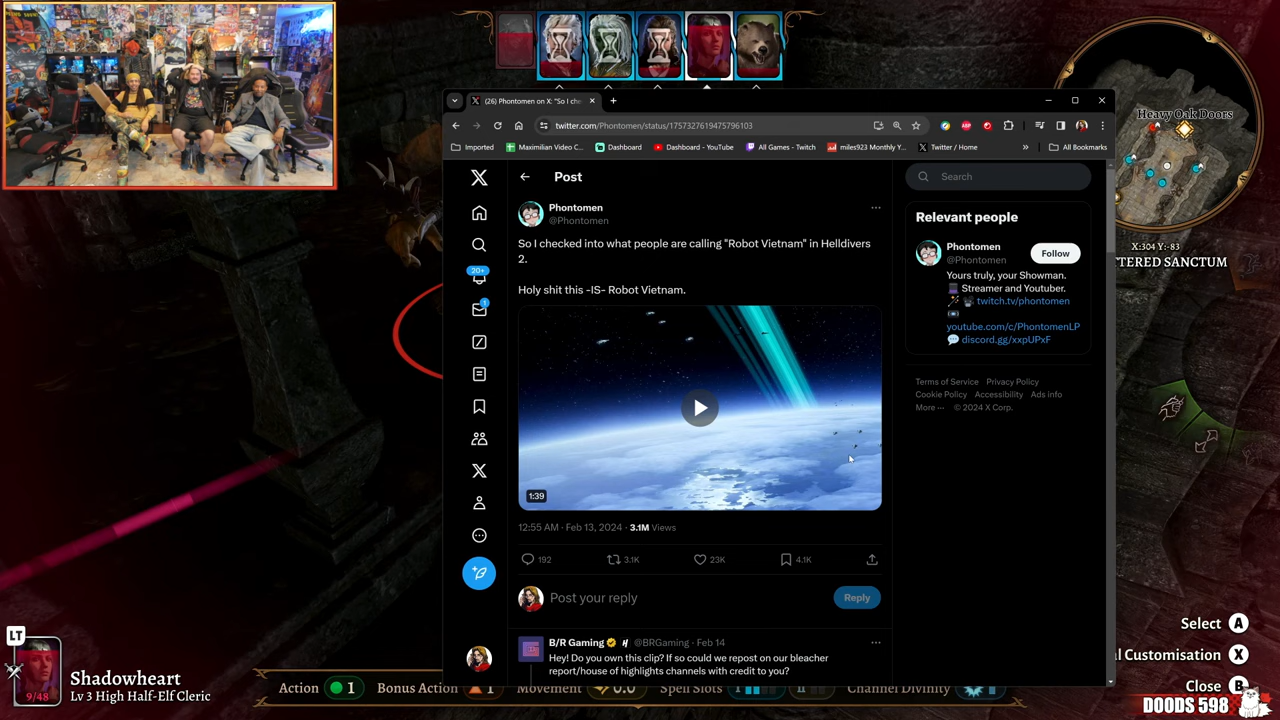 (26) Phontomen on X: "So I che
twitter.com/Phontomen/status/1757327619475796103
Imported
Maximilian Video C...
Dashboard
Dashboard - YouTube
All Games - Twitch
miles923 Monthly Y...
Twitter / Home
»
All Bookmarks
Post
Phontomen
@Phontomen
So I checked into what people are calling "Robot Vietnam" in Helldivers
2.
Holy shit this -IS- Robot Vietnam.
1:39
12:55 AM · Feb 13, 2024 · 3.1M Views
192
3.1K
23K
4.1K
Post your reply
Reply
B/R Gaming
@BRGaming · Feb 14
Hey! Do you own this clip? If so could we repost on our bleacher
report/house of highlights channels with credit to you?
20+
1
Search
Relevant people
Phontomen
@Phontomen
Follow
Yours truly, your Showman.
Streamer and Youtuber.
twitch.tv/phontomen
youtube.com/c/PhontomenLP
discord.gg/xxpUPxF
Terms of Service Privacy Policy
Cookie Policy Accessibility Ads info
More ··· © 2024 X Corp.
Heavy Oak Doors
X:304 Y:-83
TERED SANCTUM
LT
9/48
Shadowheart
Lv 3 High Half-Elf Cleric
Action 1
Bonus Action 1
Movement 0.0
Spell Slots
Channel Divinity
Select A
l Customisation X
Close B
DOODS 598